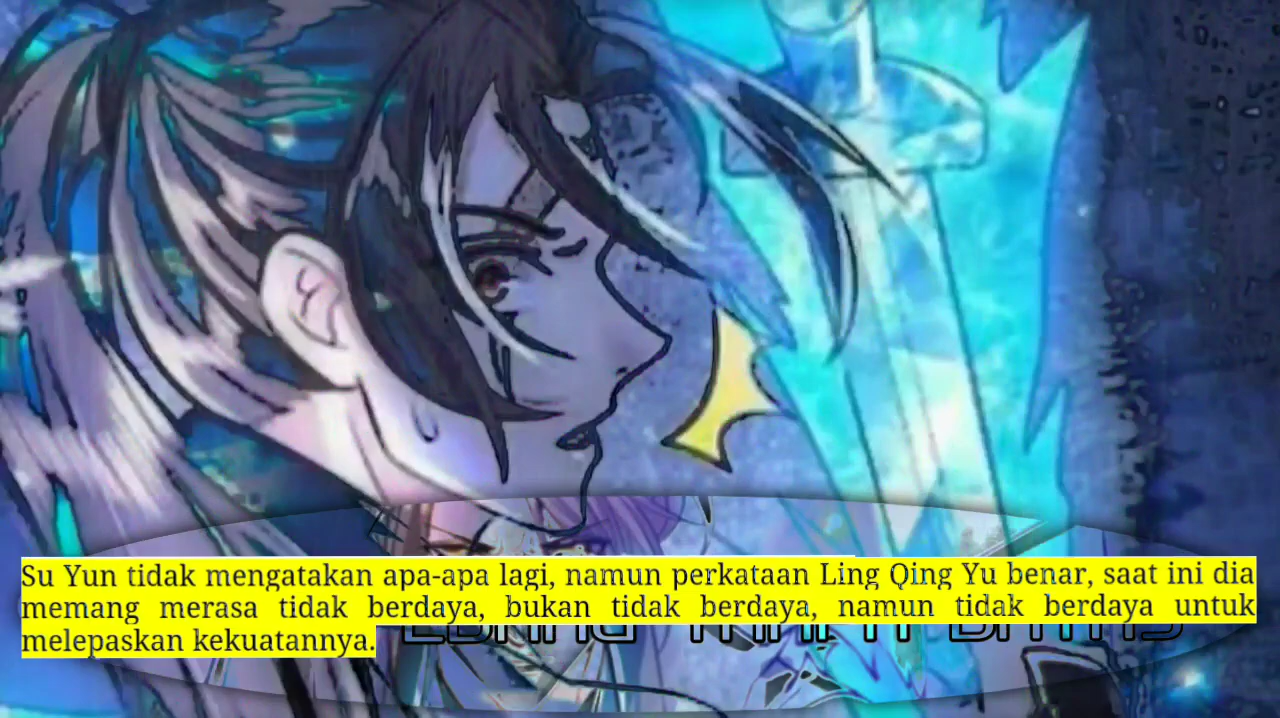 Su Yun tidak mengatakan apa-apa lagi, namun perkataan Ling Qing Yu benar, saat ini dia
memang merasa tidak berdaya, bukan tidak berdaya, namun tidak berdaya untuk
melepaskan kekuatannya.